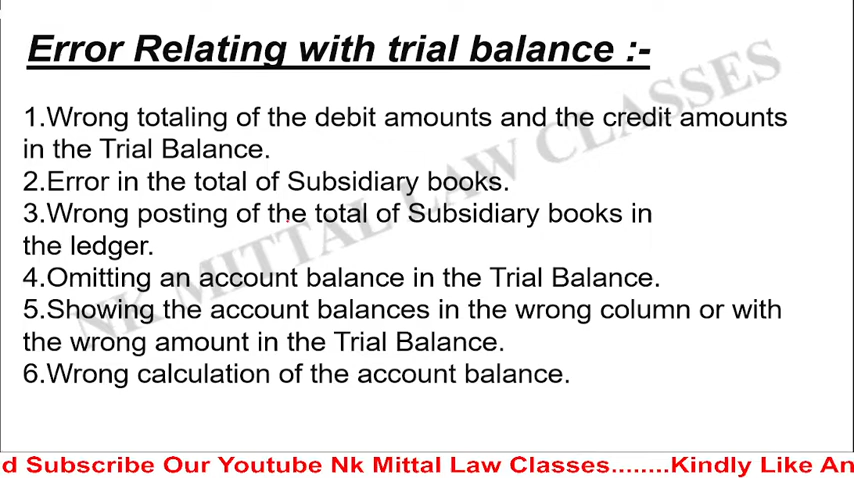 Error Relating with trial balance :-
1.Wrong totaling of the debit amounts and the credit amounts
in the Trial Balance.
2.Error in the total of Subsidiary books.
3.Wrong posting of the total of Subsidiary books in
the ledger.
4.Omitting an account balance in the Trial Balance.
5.Showing the account balances in the wrong column or with
the wrong amount in the Trial Balance.
6.Wrong calculation of the account balance.
NK MITTAL LAW CLASSES
d Subscribe Our Youtube Nk Mittal Law Classes........Kindly Like An